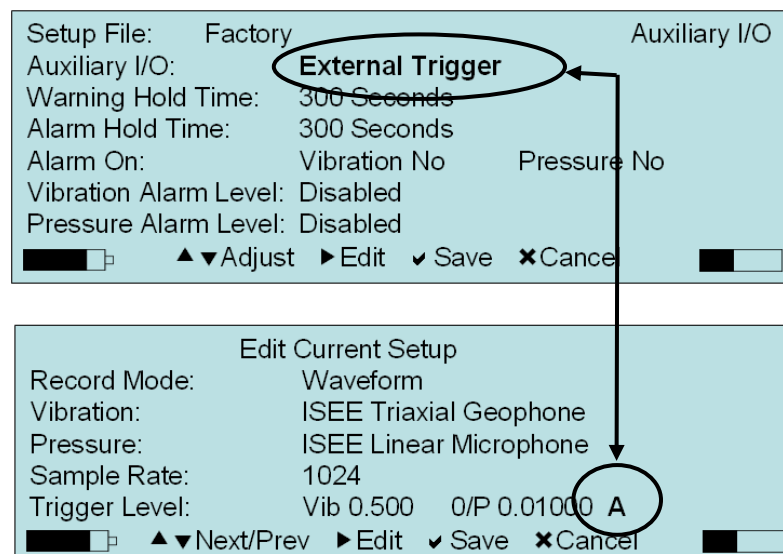 Setup File: Factory Auxiliary I/O
Auxiliary I/O: External Trigger
Warning Hold Time: 300 Seconds
Alarm Hold Time: 300 Seconds
Alarm On: Vibration No Pressure No
Vibration Alarm Level: Disabled
Pressure Alarm Level: Disabled
▲▼Adjust ►Edit ✔Save ✖Cancel
Edit Current Setup
Record Mode: Waveform
Vibration: ISEE Triaxial Geophone
Pressure: ISEE Linear Microphone
Sample Rate: 1024
Trigger Level: Vib 0.500 0/P 0.01000 A
▲▼Next/Prev ►Edit ✔Save ✖Cancel